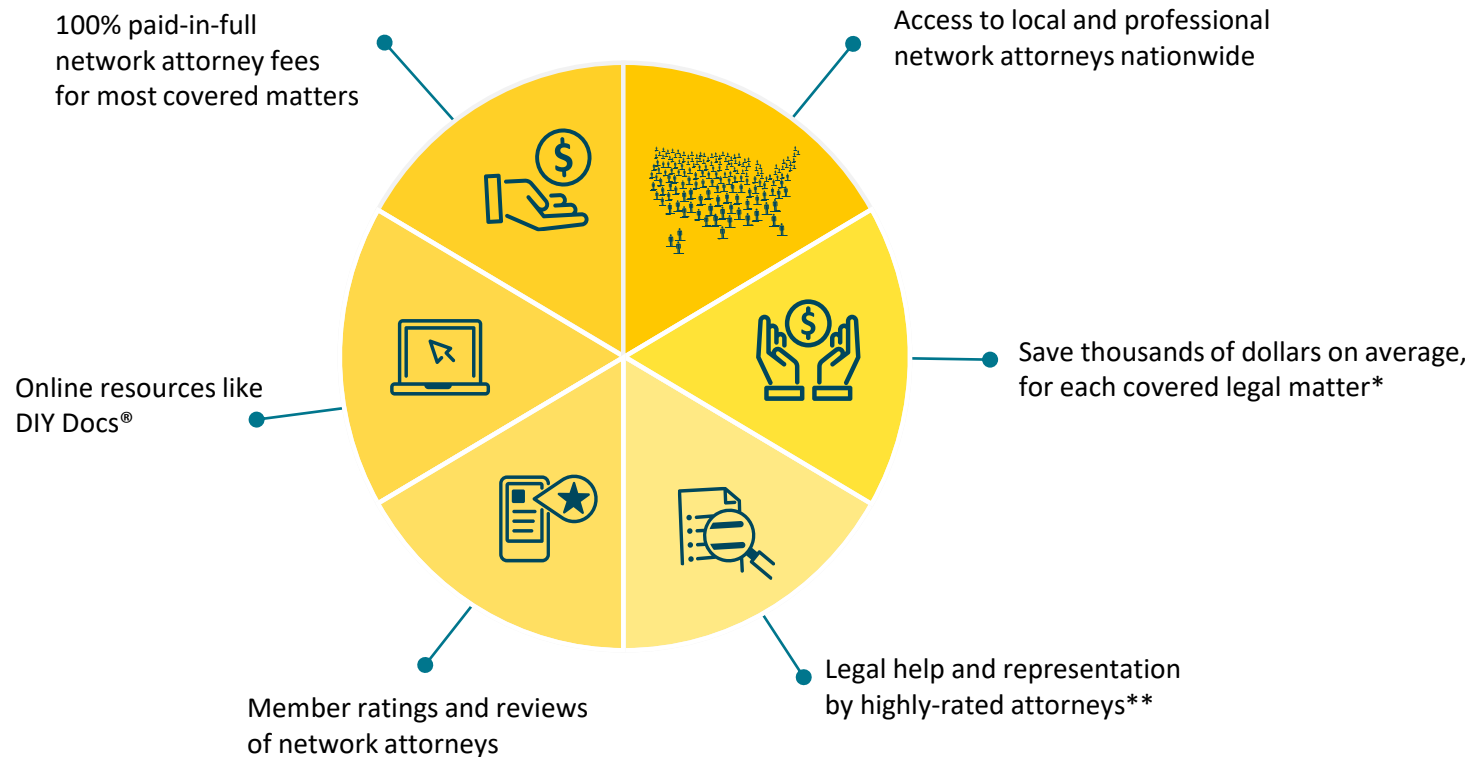 100% paid-in-full
network attorney fees
for most covered matters
Access to local and professional
network attorneys nationwide
$
$
Save thousands of dollars on average,
for each covered legal matter*
Online resources like
DIY Docs®
Legal help and representation
by highly-rated attorneys**
Member ratings and reviews
of network attorneys